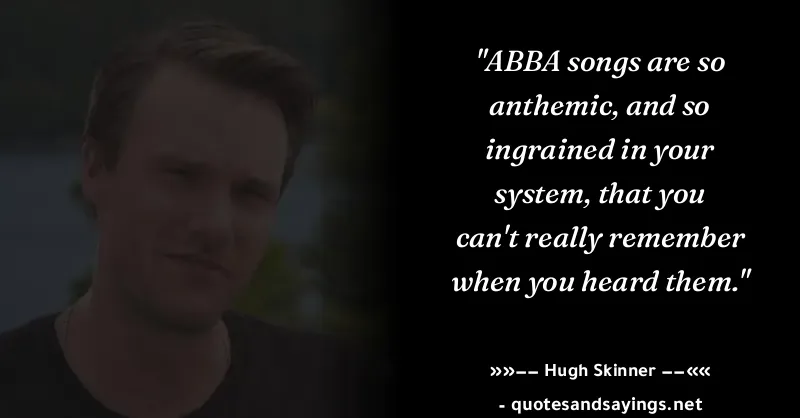 "ABBA songs are so
anthemic, and so
ingrained in your
system, that you
can't really remember
when you heard them."
»»−− Hugh Skinner −−««
- quotesandsayings.net